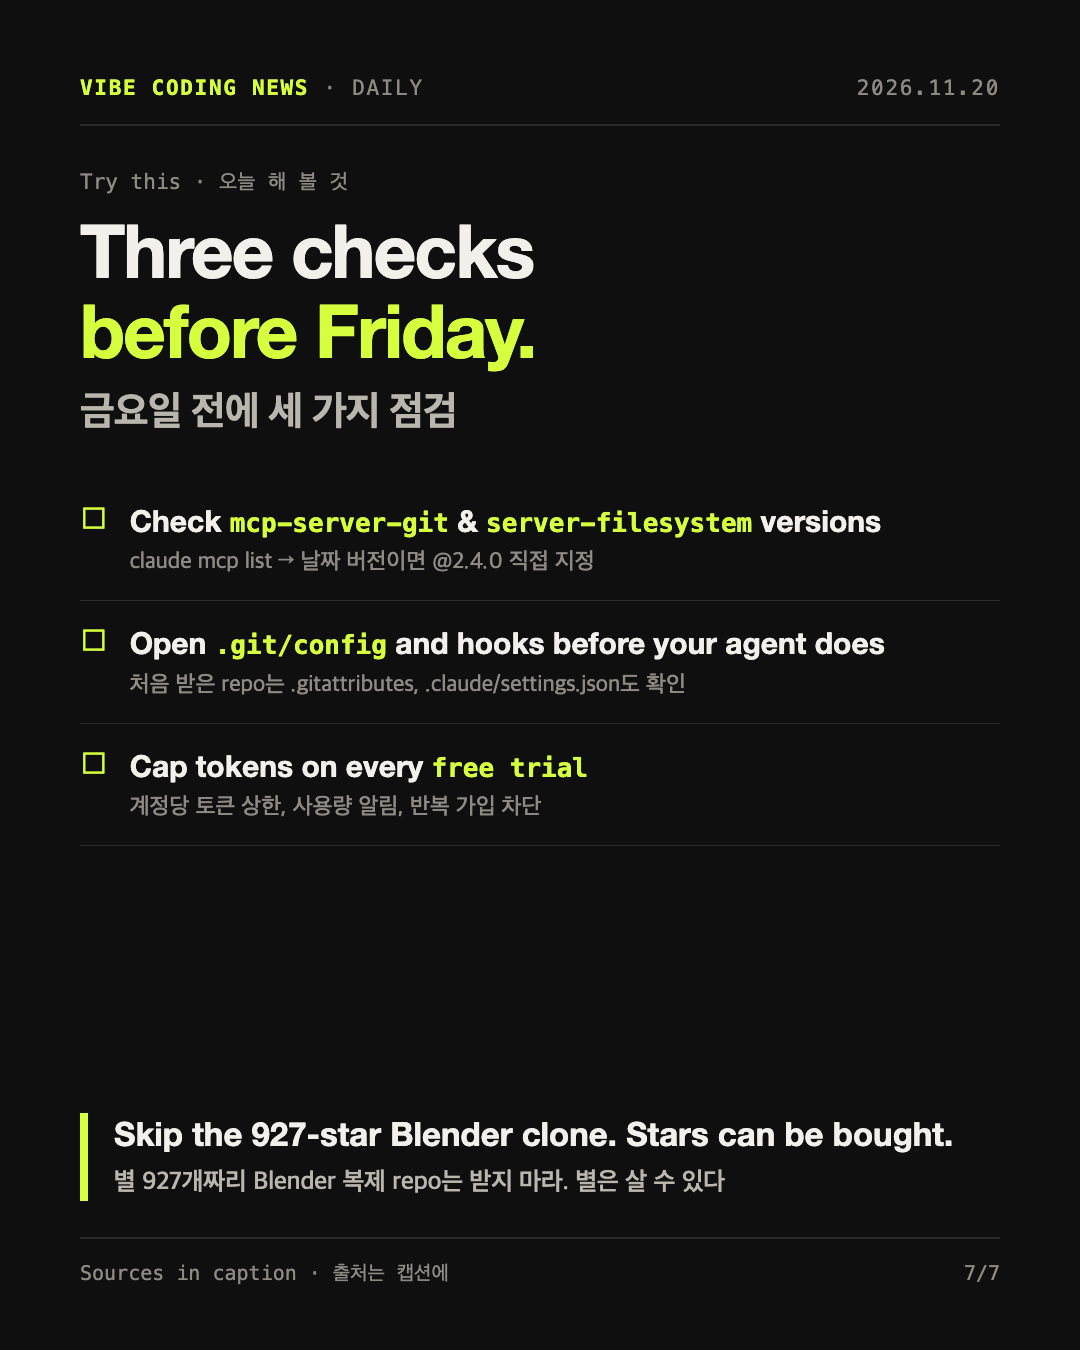 VIBE CODING NEWS · DAILY
2026.11.20
Try this · 오늘 해 볼 것
Three checks
before Friday.
금요일 전에 세 가지 점검
Check mcp-server-git & server-filesystem versions
claude mcp list → 날짜 버전이면 @2.4.0 직접 지정
Open .git/config and hooks before your agent does
처음 받은 repo는 .gitattributes, .claude/settings.json도 확인
Cap tokens on every free trial
계정당 토큰 상한, 사용량 알림, 반복 가입 차단
Skip the 927-star Blender clone. Stars can be bought.
별 927개짜리 Blender 복제 repo는 받지 마라. 별은 살 수 있다
Sources in caption · 출처는 캡션에
7/7